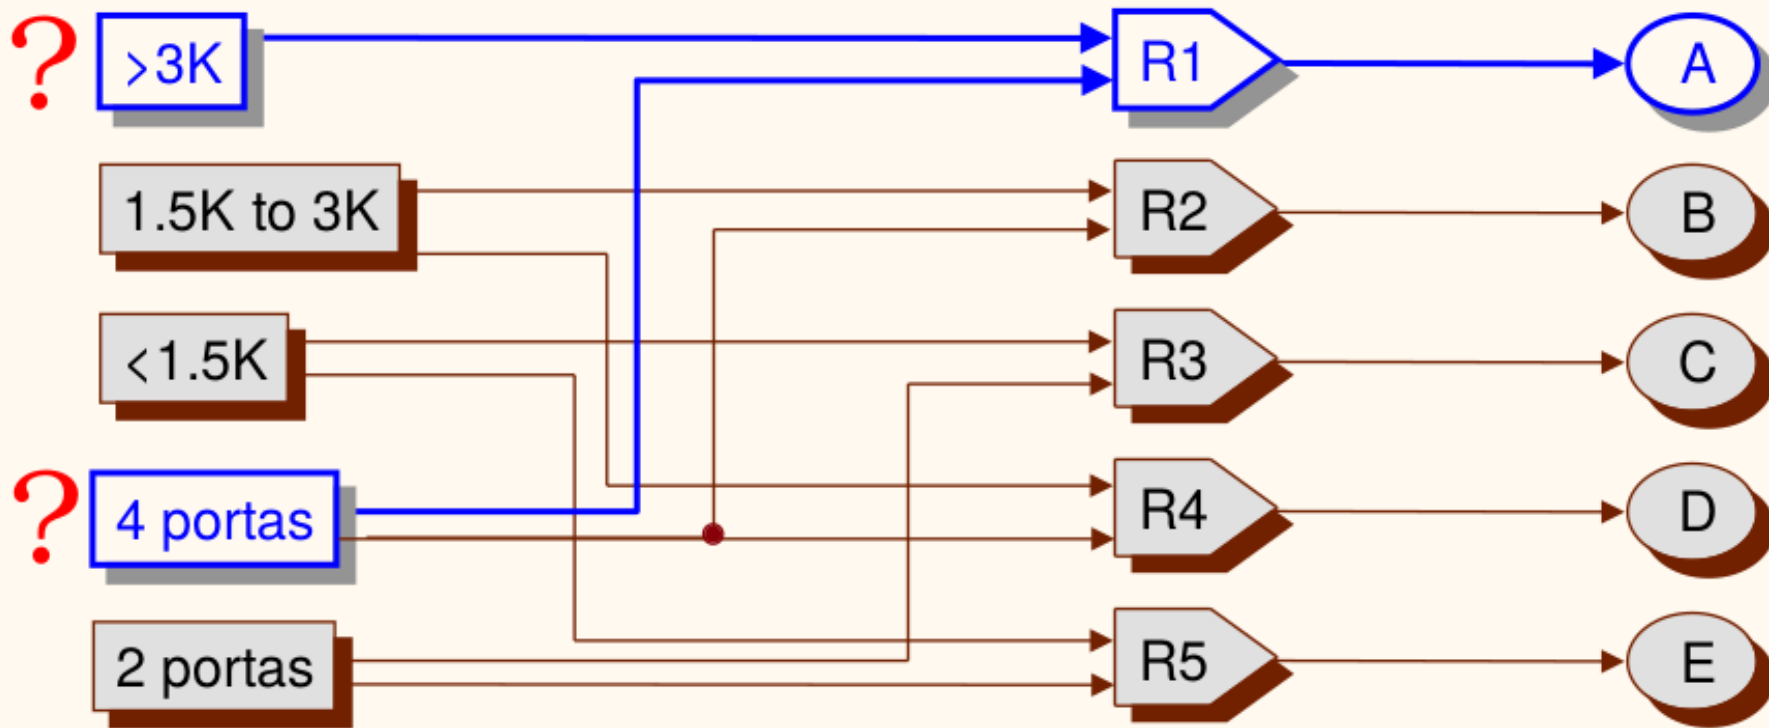 ? >3K R1 A
1.5K to 3K R2 B
<1.5K R3 C
? 4 portas R4 D
2 portas R5 E